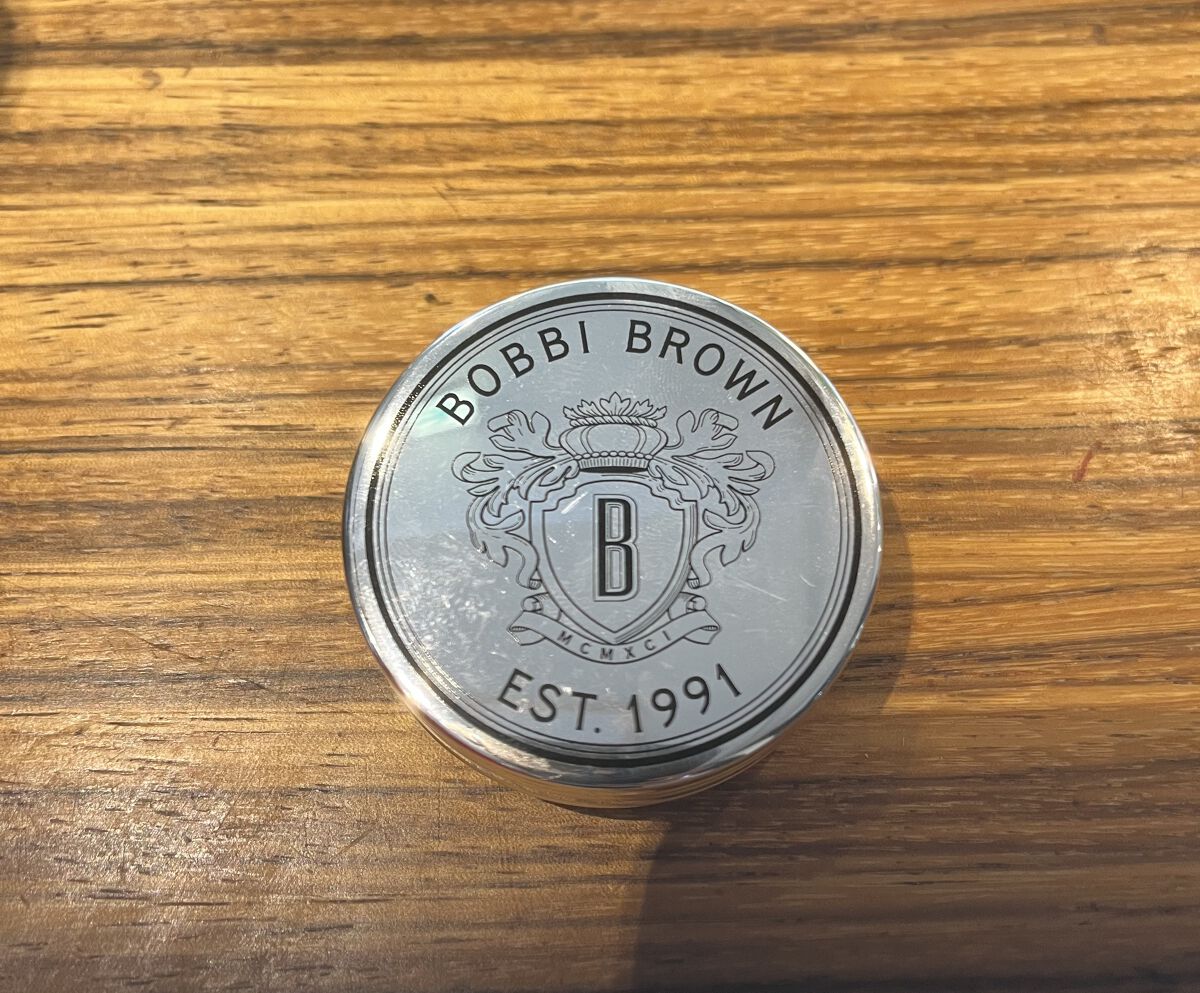 BOBBI BROWN
B
MCMXCI
EST. 1991